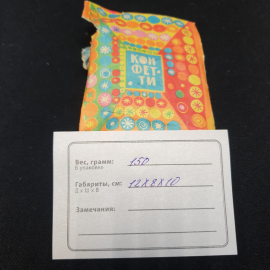 КОН
ФЕТ-
ТИ
Вес, грамм: 150
В упаковке
Габариты, см: 12х8х10
Д х Ш х В
Замечания: